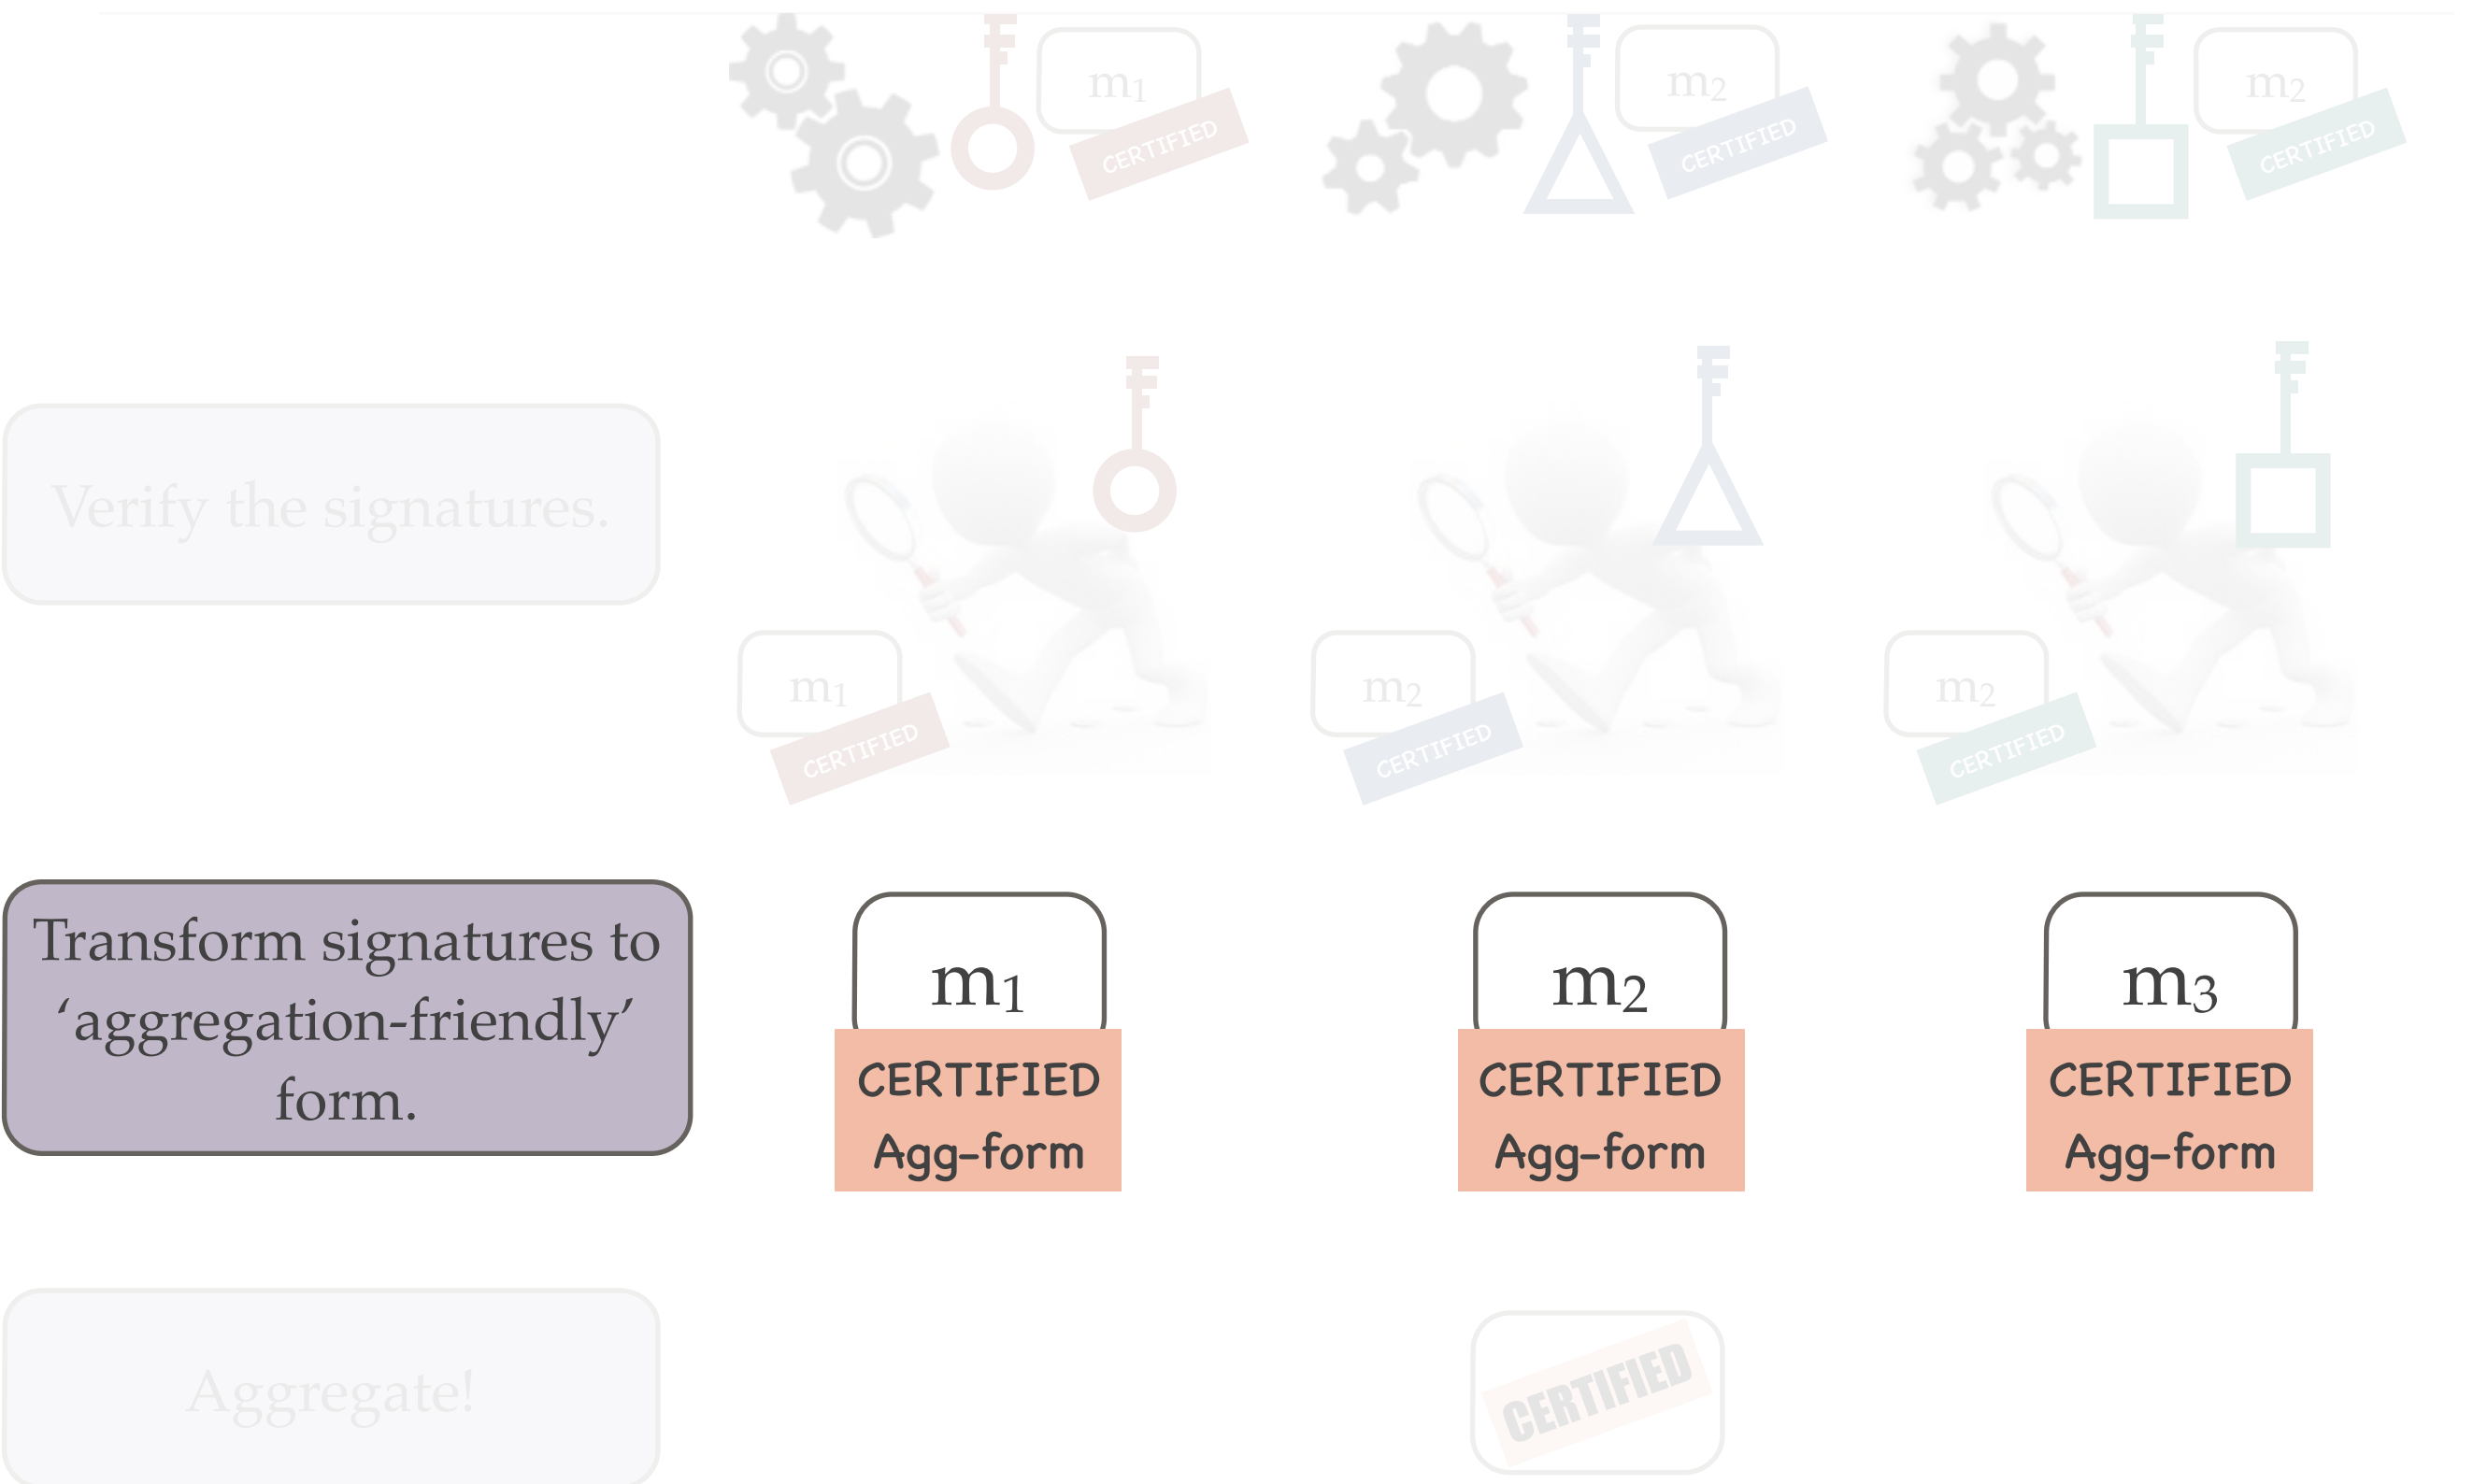 m1
CERTIFIED
m2
CERTIFIED
m2
CERTIFIED
Verify the signatures.
m1
CERTIFIED
m2
CERTIFIED
m2
CERTIFIED
Transform signatures to
‘aggregation-friendly’
form.
m1
CERTIFIED
Agg-form
m2
CERTIFIED
Agg-form
m3
CERTIFIED
Agg-form
Aggregate!
CERTIFIED